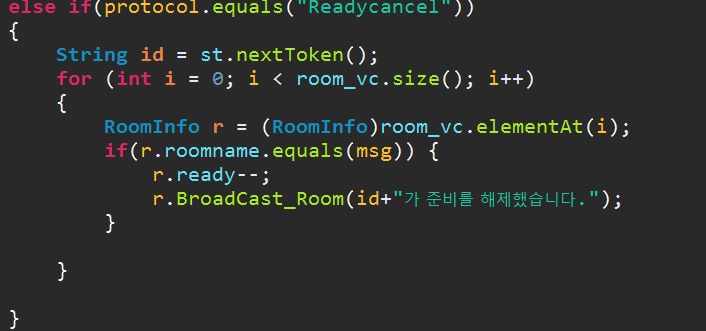 else if(protocol.equals("Readycancel"))
{
    String id = st.nextToken();
    for (int i = 0; i < room_vc.size(); i++)
    {
        RoomInfo r = (RoomInfo)room_vc.elementAt(i);
        if(r.roomname.equals(msg)) {
            r.ready--;
            r.BroadCast_Room(id+"가 준비를 해제했습니다.");
        }
    }
}